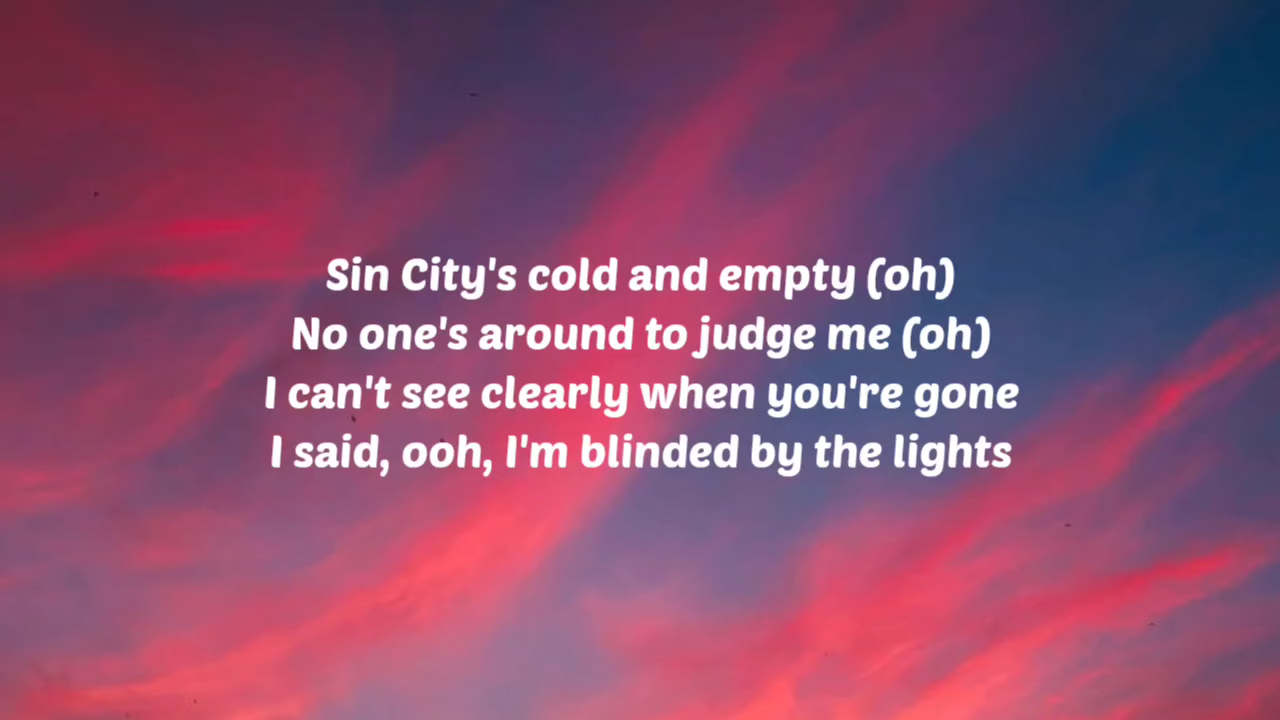 Sin City's cold and empty (oh)
No one's around to judge me (oh)
I can't see clearly when you're gone
I said, ooh, I'm blinded by the lights